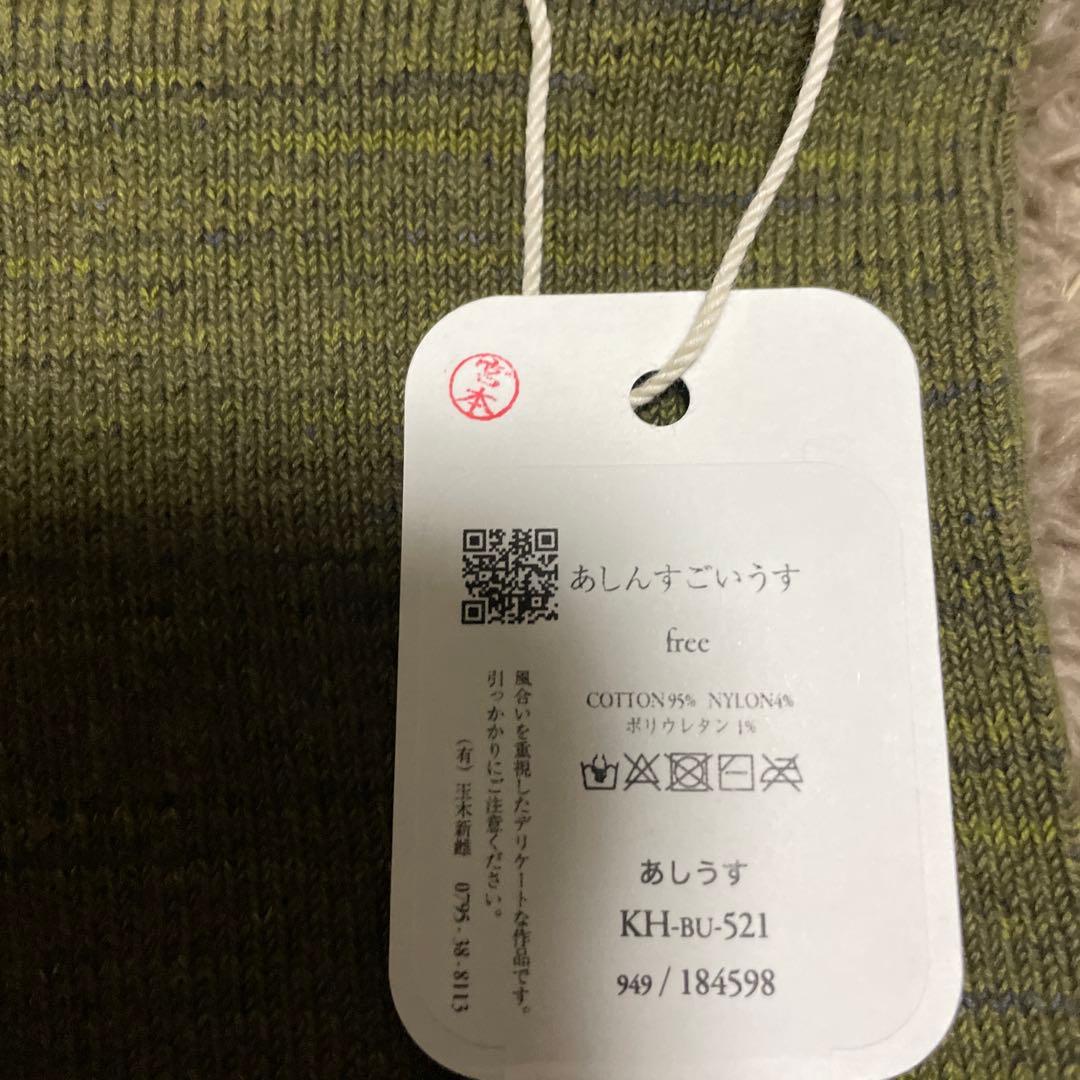 あしんすごいうす
free
COTTON 95% NYLON4%
ポリウレタン 1%
風合いを重視したデリケートな作品です。
引っかかりにご注意ください。
(有) 玉木新雌 0795-38-8113
あしうす
KH-BU-521
949 / 184598